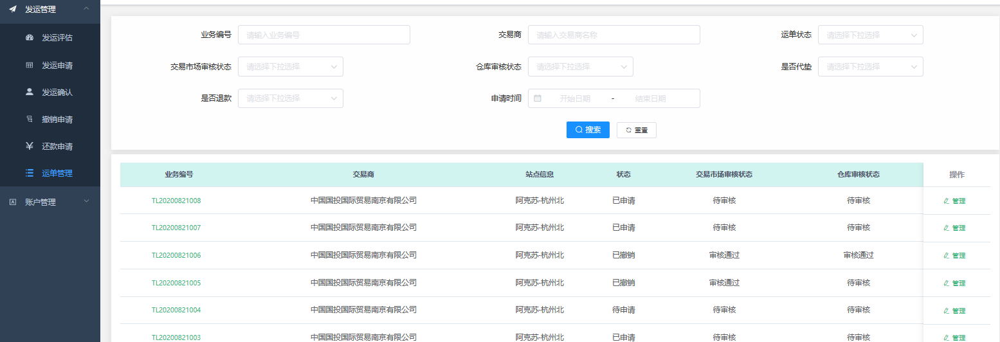 发运管理
发运评估
发运申请
发运确认
撤销申请
还款申请
运单管理
账户管理
业务编号 请输入业务编号 交易商 请输入交易商名称 运单状态 请选择下拉选择
交易市场审核状态 请选择下拉选择 仓库审核状态 请选择下拉选择 是否代垫 请选择下拉选择
是否退款 请选择下拉选择 申请时间 开始日期 - 结束日期
搜索 重置
业务编号 交易商 站点信息 状态 交易市场审核状态 仓库审核状态 操作
TL20200821008 中国国投国际贸易南京有限公司 阿克苏-杭州北 已申请 待审核 待审核 管理
TL20200821007 中国国投国际贸易南京有限公司 阿克苏-杭州北 已申请 待审核 待审核 管理
TL20200821006 中国国投国际贸易南京有限公司 阿克苏-杭州北 已撤销 审核通过 审核通过 管理
TL20200821005 中国国投国际贸易南京有限公司 阿克苏-杭州北 已撤销 审核通过 待审核 管理
TL20200821004 中国国投国际贸易南京有限公司 阿克苏-杭州北 待申请 待审核 待审核 管理
TL20200821003 中国国投国际贸易南京有限公司 阿克苏-杭州北 已申请 待审核 待审核 管理